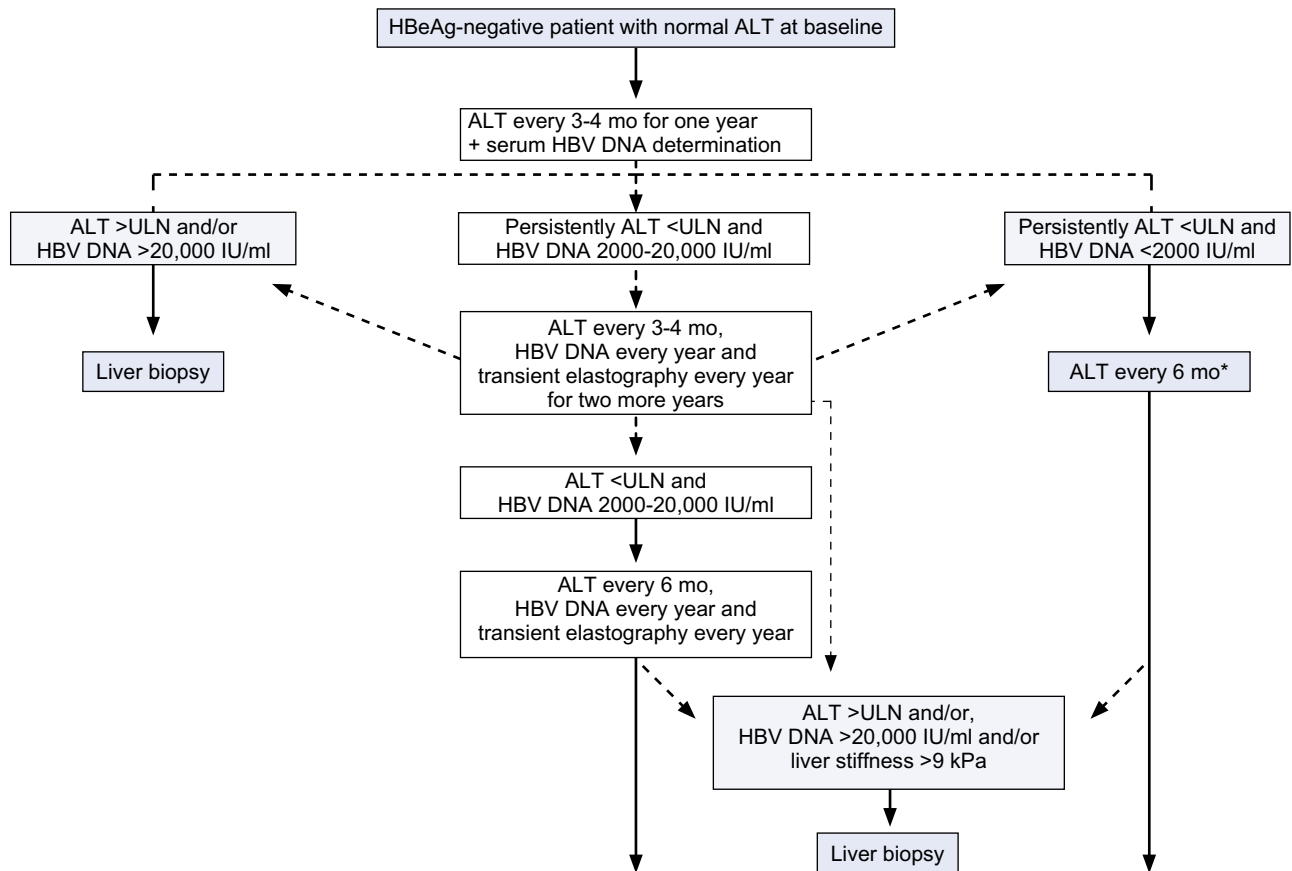 HBeAg-negative patient with normal ALT at baseline
ALT every 3-4 mo for one year
+ serum HBV DNA determination
ALT >ULN and/or
HBV DNA >20,000 IU/ml
Persistently ALT <ULN and
HBV DNA 2000-20,000 IU/ml
Persistently ALT <ULN and
HBV DNA <2000 IU/ml
ALT every 3-4 mo,
HBV DNA every year and
transient elastography every year
for two more years
Liver biopsy
ALT every 6 mo*
ALT <ULN and
HBV DNA 2000-20,000 IU/ml
ALT every 6 mo,
HBV DNA every year and
transient elastography every year
ALT >ULN and/or,
HBV DNA >20,000 IU/ml and/or
liver stiffness >9 kPa
Liver biopsy